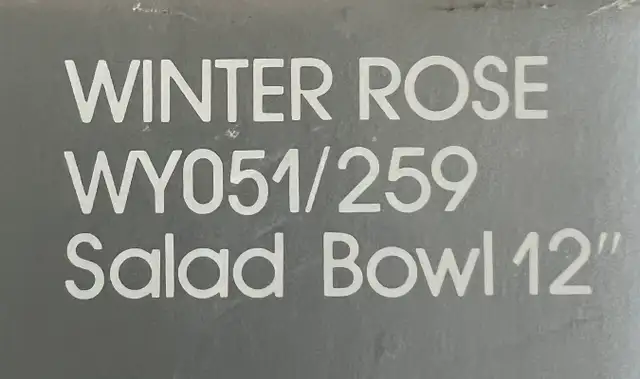 WINTER ROSE
WY051/259
Salad Bowl 12"